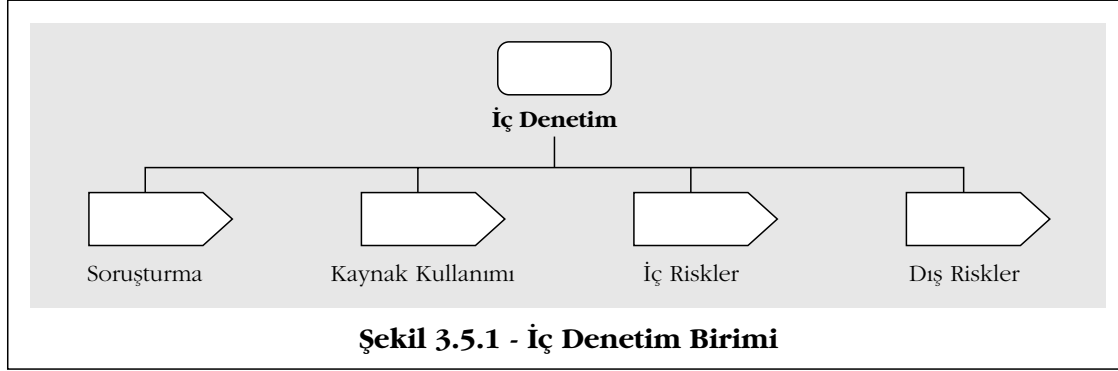 İç Denetim
Soruşturma Kaynak Kullanımı İç Riskler Dış Riskler
Şekil 3.5.1 - İç Denetim Birimi